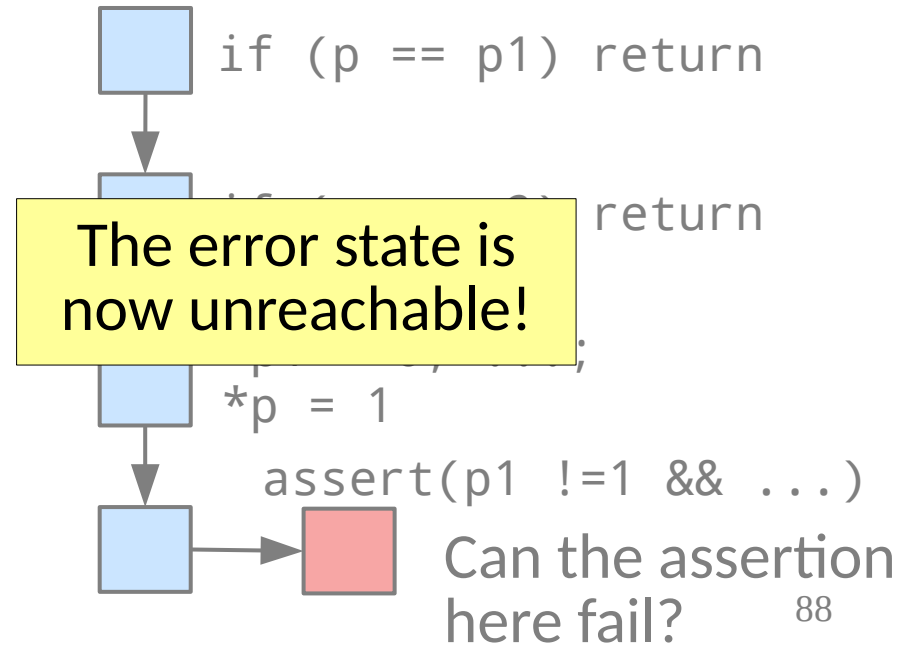 if (p == p1) return
return
The error state is
now unreachable!
*p = 1
assert(p1 !=1 && ...)
Can the assertion
here fail?
88